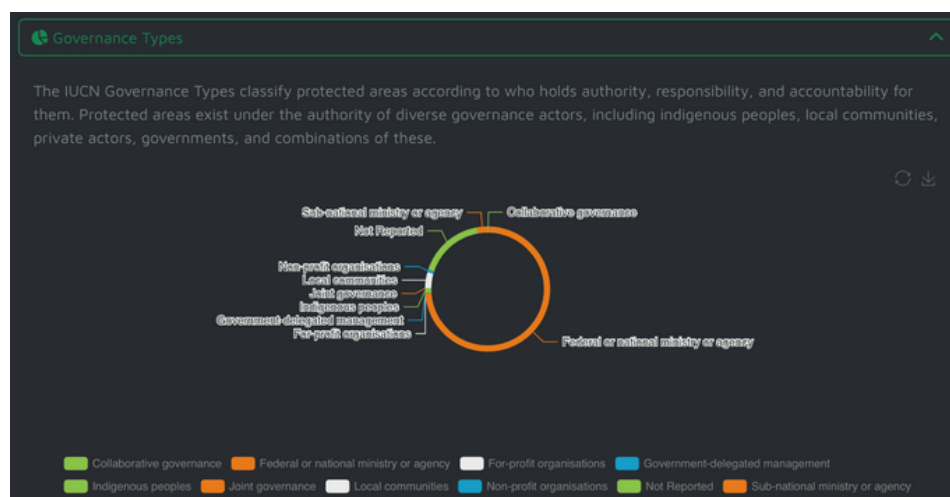 Governance Types
The IUCN Governance Types classify protected areas according to who holds authority, responsibility, and accountability for
them. Protected areas exist under the authority of diverse governance actors, including indigenous peoples, local communities,
private actors, governments, and combinations of these.
Sub-national ministry or agency
Collaborative governance
Not Reported
Non-profit organisations
Local communities
Joint governance
Indigenous peoples
Government-delegated management
For-profit organisations
Federal or national ministry or agency
Collaborative governance Federal or national ministry or agency For-profit organisations Government-delegated management
Indigenous peoples Joint governance Local communities Non-profit organisations Not Reported Sub-national ministry or agency